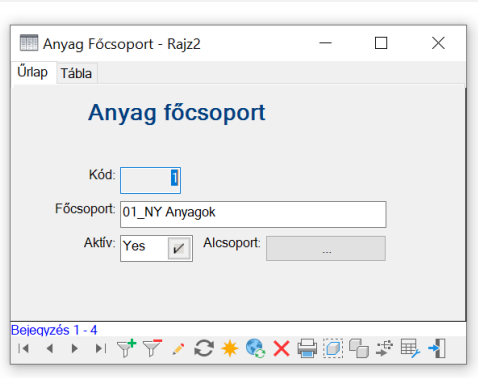 Anyag Főcsoport - Rajz2
Űrlap Tábla
Anyag főcsoport
Kód: 1
Főcsoport: 01_NY Anyagok
Aktív: Yes Alcsoport: ...
Bejegyzés 1 - 4